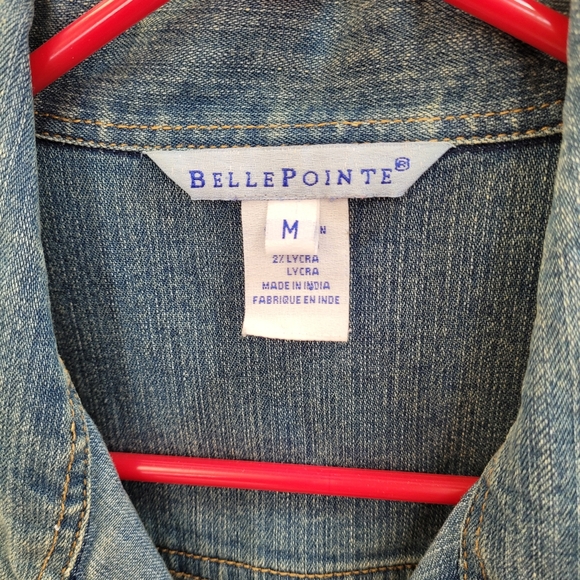 BELLEPOINTE®
M
2% LYCRA
LYCRA
MADE IN INDIA
FABRIQUE EN INDE